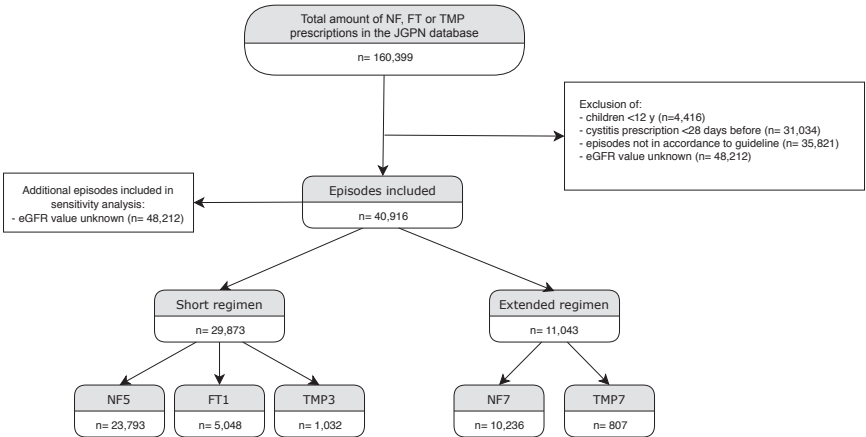 Total amount of NF, FT or TMP
prescriptions in the JGPN database
n= 160,399
Exclusion of:
- children <12 y (n=4,416)
- cystitis prescription <28 days before (n= 31,034)
- episodes not in accordance to guideline (n= 35,821)
- eGFR value unknown (n= 48,212)
Additional episodes included in
sensitivity analysis:
- eGFR value unknown (n= 48,212)
Episodes included
n= 40,916
Short regimen
n= 29,873
Extended regimen
n= 11,043
NF5
n= 23,793
FT1
n= 5,048
TMP3
n= 1,032
NF7
n= 10,236
TMP7
n= 807